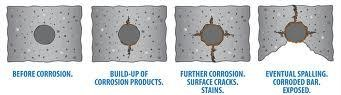 BEFORE CORROSION.
BUILD-UP OF
CORROSION PRODUCTS.
FURTHER CORROSION.
SURFACE CRACKS.
STAINS.
EVENTUAL SPALLING.
CORRODED BAR.
EXPOSED.